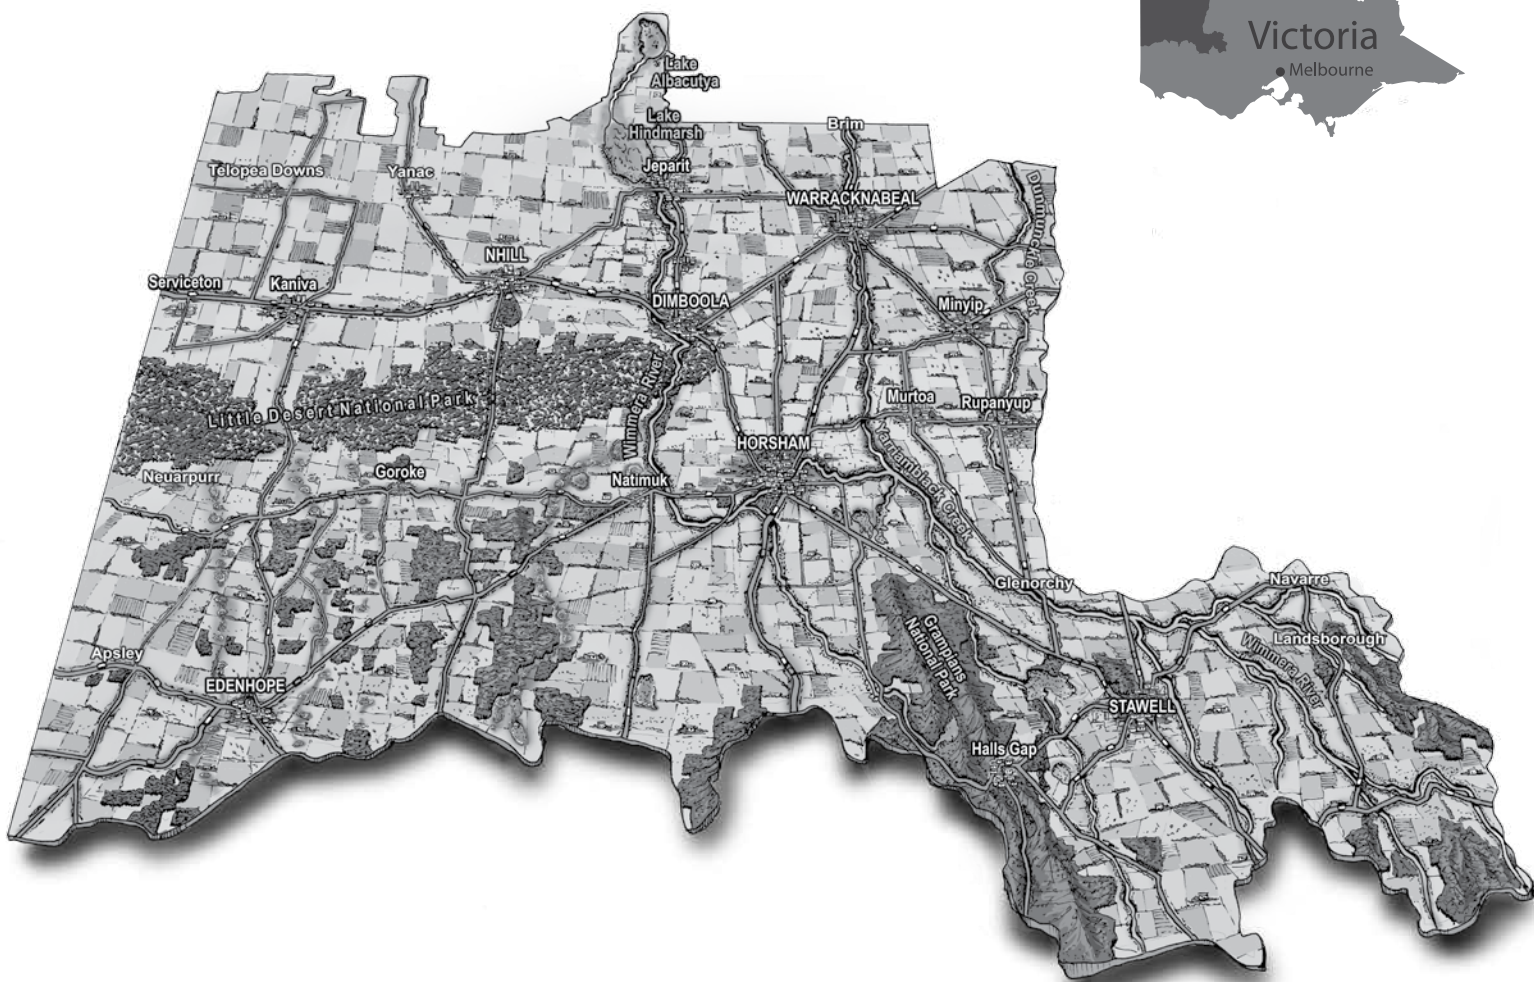 Victoria
Melbourne
Lake
Albacutya
Lake
Hindmarsh
Brim
Jeparit
Telopea Downs
Yanac
WARRACKNABEAL
Dunmunckle Creek
NHILL
Serviceton
Kaniva
DIMBOOLA
Minyip
Little Desert National Park
Wimmera River
Murtoa
Rupanyup
HORSHAM
Yarriambiack Creek
Neuarpurr
Goroke
Natimuk
Glenorchy
Navarre
Grampians
National Park
Landsborough
Wimmera River
Apsley
EDENHOPE
STAWELL
Halls Gap